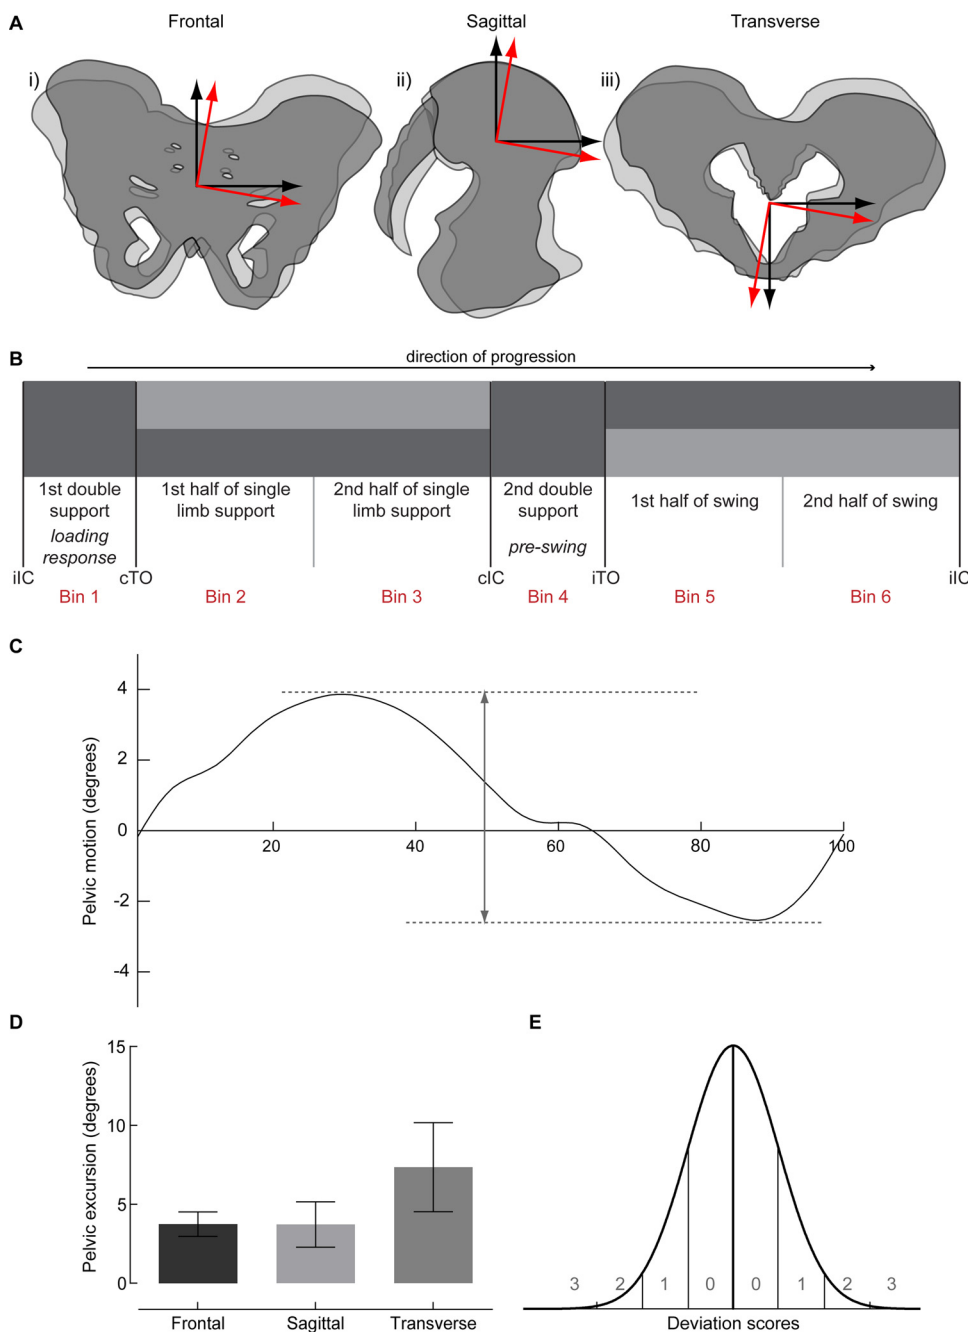 A
Frontal
Sagittal
Transverse
i)
ii)
iii)
B
direction of progression
1st double
support
loading
response
1st half of single
limb support
2nd half of single
limb support
2nd double
support
pre-swing
1st half of swing
2nd half of swing
iIC
cTO
cIC
iTO
iIC
Bin 1
Bin 2
Bin 3
Bin 4
Bin 5
Bin 6
C
Pelvic motion (degrees)
4
2
0
-2
-4
20
40
60
80
100
D
Pelvic excursion (degrees)
15
10
5
0
Frontal
Sagittal
Transverse
E
3 2 1 0 0 1 2 3
Deviation scores